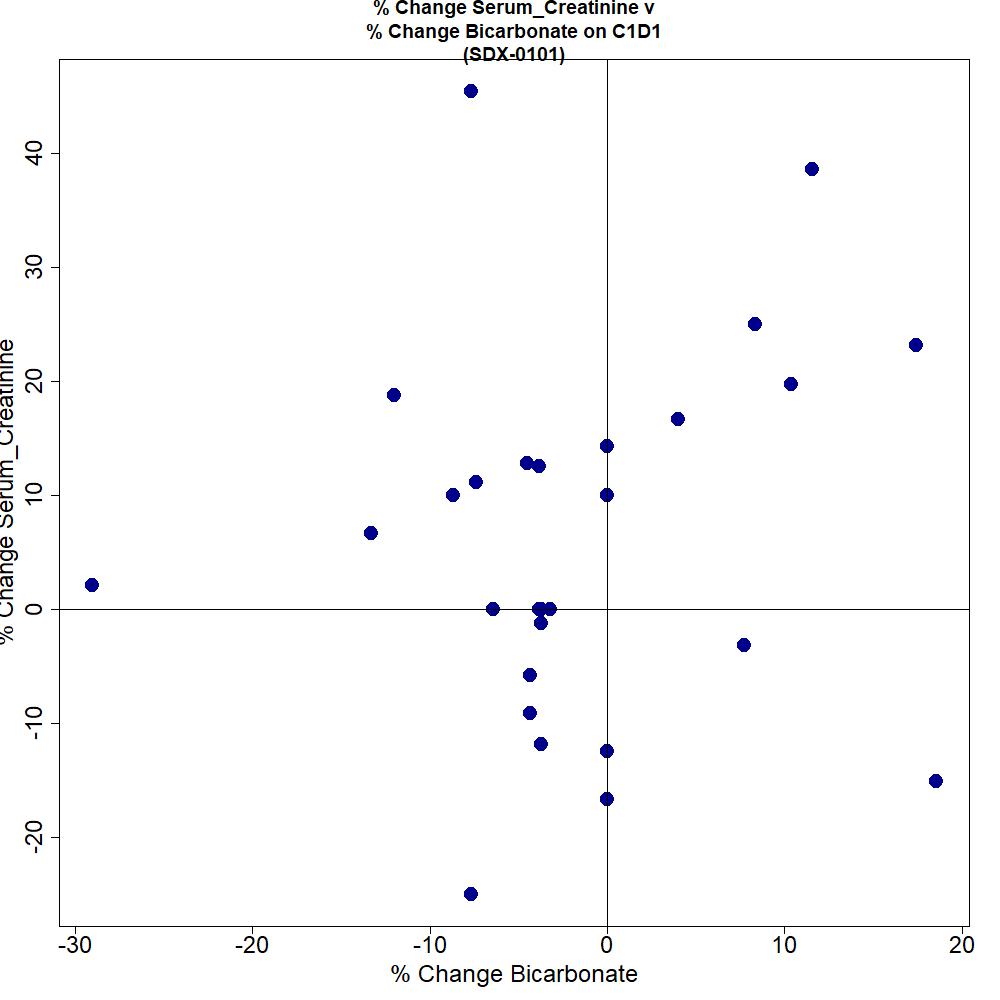 % Change Serum_Creatinine v
% Change Bicarbonate on C1D1
(SDX-0101)
% Change Serum_Creatinine
40
30
20
10
0
-10
-20
-30
-20
-10
0
10
20
% Change Bicarbonate